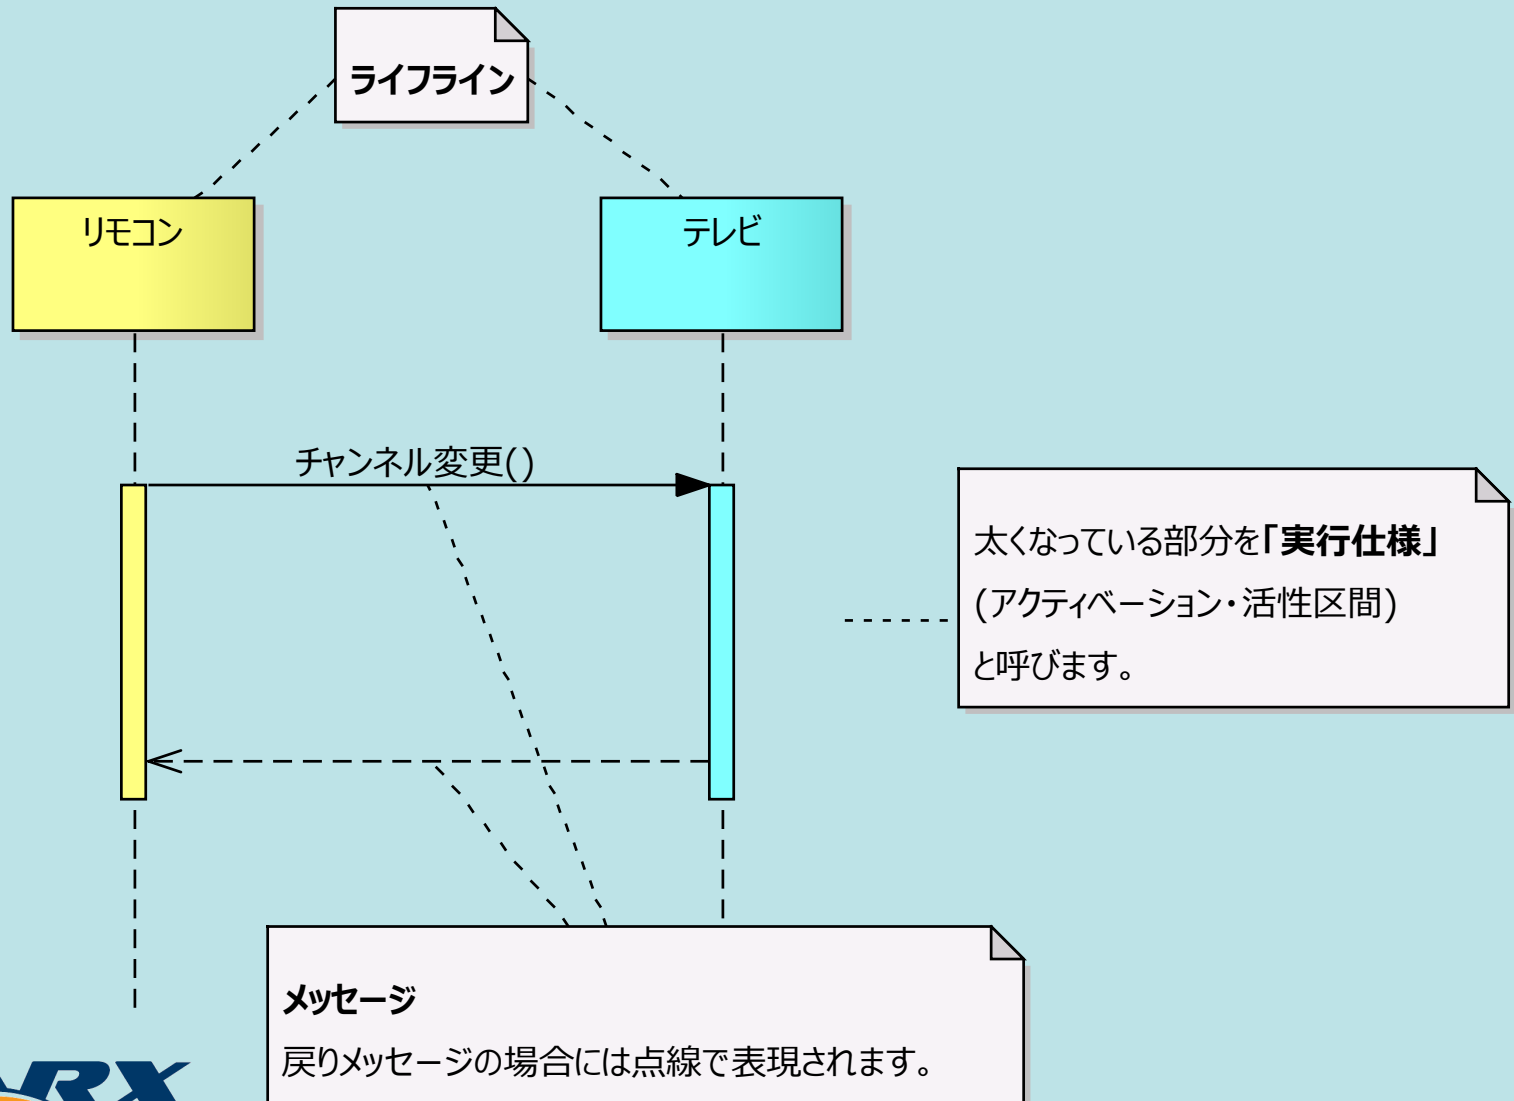 ライフライン
リモコン
テレビ
チャンネル変更()
太くなっている部分を「実行仕様」
(アクティベーション・活性区間)
と呼びます。
メッセージ
戻りメッセージの場合には点線で表現されます。